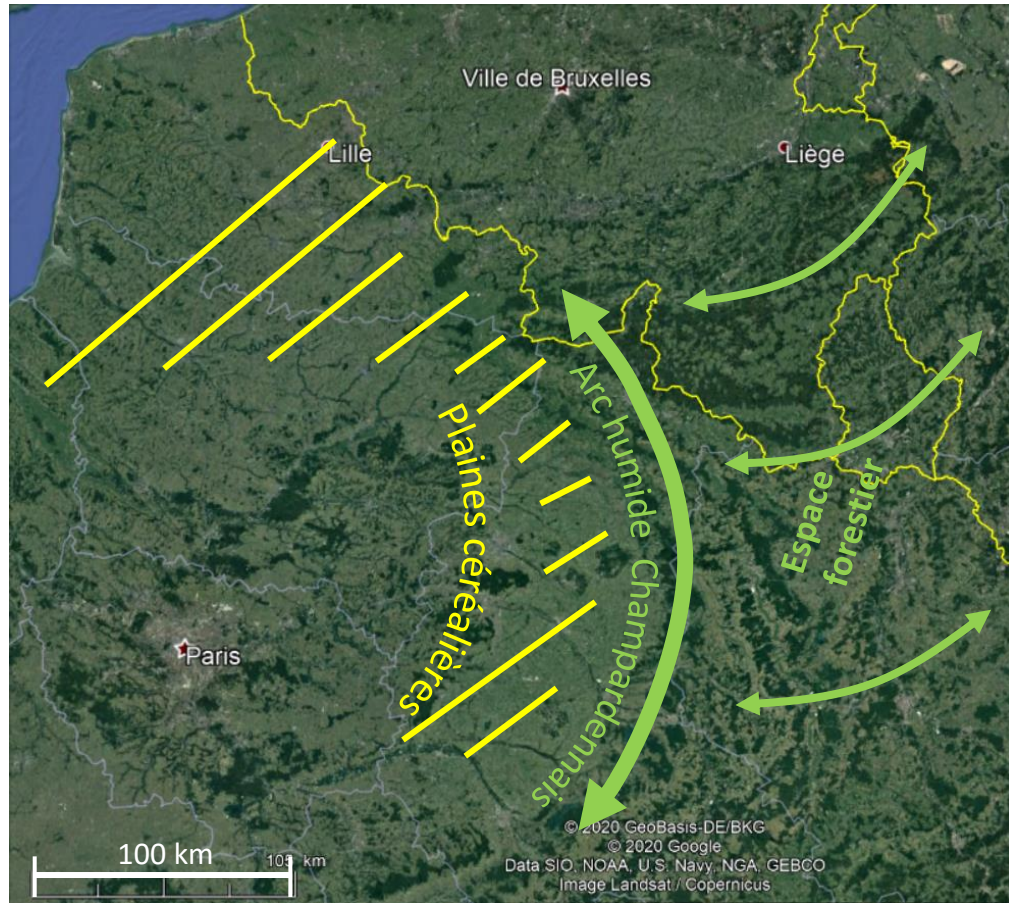 Ville de Bruxelles
Lille
Liège
Arc humide Champardennais
Plaines céréalières
Espace
forestier
Paris
© 2020 GeoBasis-DE/BKG
© 2020 Google
Data SIO, NOAA, U.S. Navy, NGA, GEBCO
Image Landsat / Copernicus
100 km
105 km